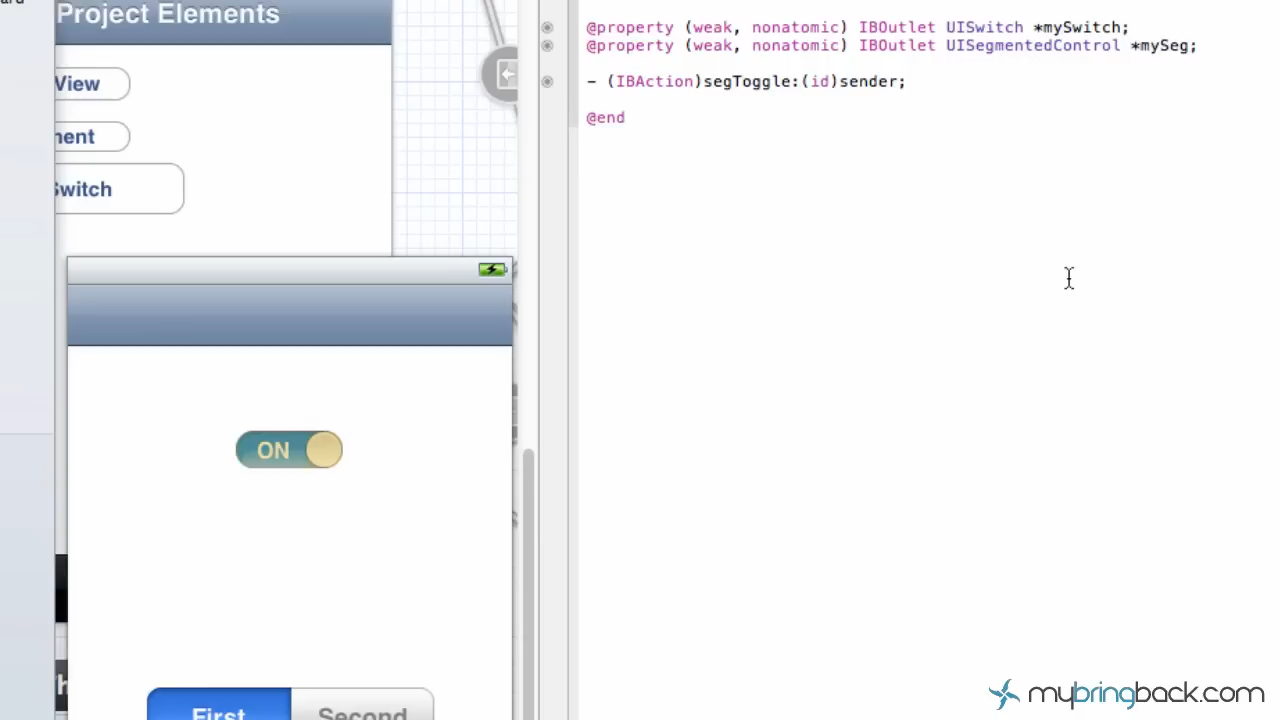 Project Elements
View
Switch
ON
First Second
@property (weak, nonatomic) IBOutlet UISwitch *mySwitch;
@property (weak, nonatomic) IBOutlet UISegmentedControl *mySeg;
- (IBAction)segToggle:(id)sender;
@end
mybringback.com